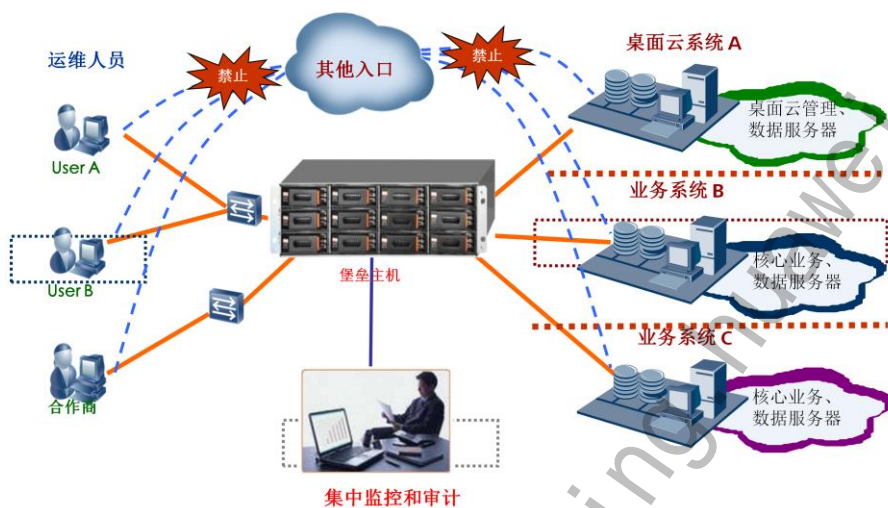 运维人员
禁止
其他入口
禁止
桌面云系统 A
User A
桌面云管理、
数据服务器
业务系统 B
User B
堡垒主机
核心业务、
数据服务器
业务系统 C
合作商
核心业务、
数据服务器
集中监控和审计